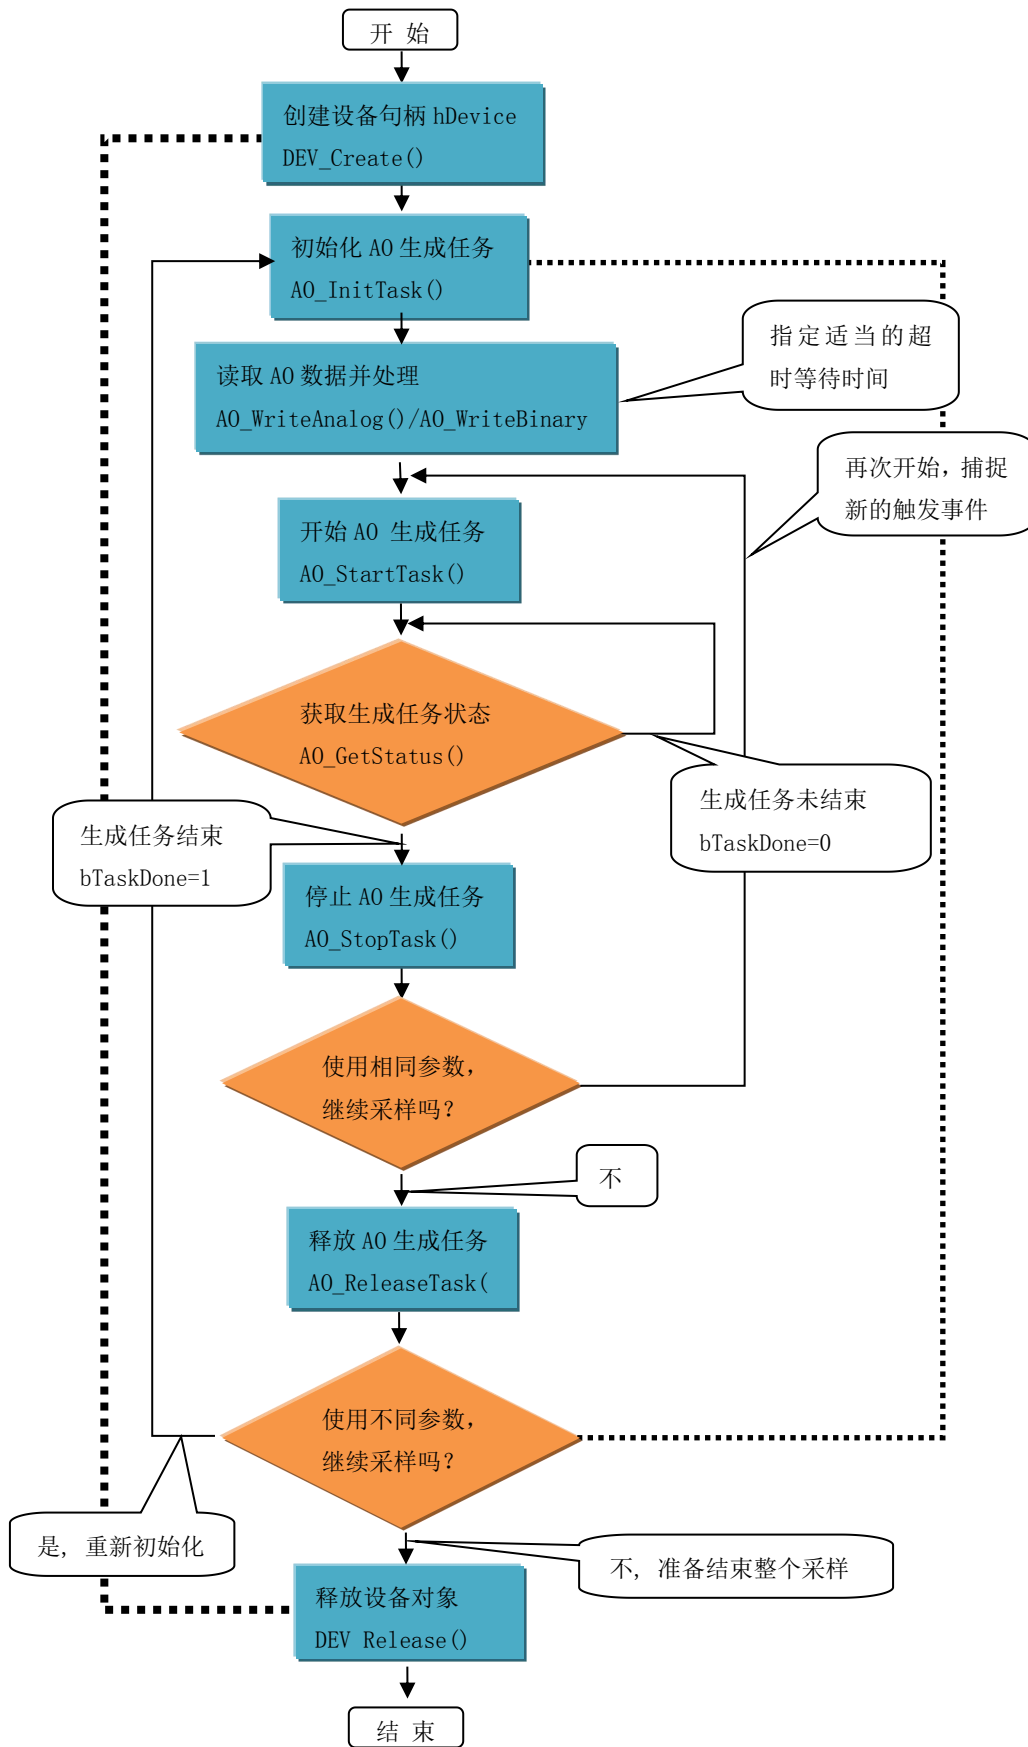 开 始
创建设备句柄 hDevice
DEV_Create()
初始化 AO 生成任务
AO_InitTask()
指定适当的超
时等待时间
读取 AO 数据并处理
AO_WriteAnalog()/AO_WriteBinary
再次开始，捕捉
新的触发事件
开始 AO 生成任务
AO_StartTask()
获取生成任务状态
AO_GetStatus()
生成任务未结束
bTaskDone=0
生成任务结束
bTaskDone=1
停止 AO 生成任务
AO_StopTask()
使用相同参数，
继续采样吗？
不
释放 AO 生成任务
AO_ReleaseTask(
使用不同参数，
继续采样吗？
是，重新初始化
不，准备结束整个采样
释放设备对象
DEV Release()
结 束